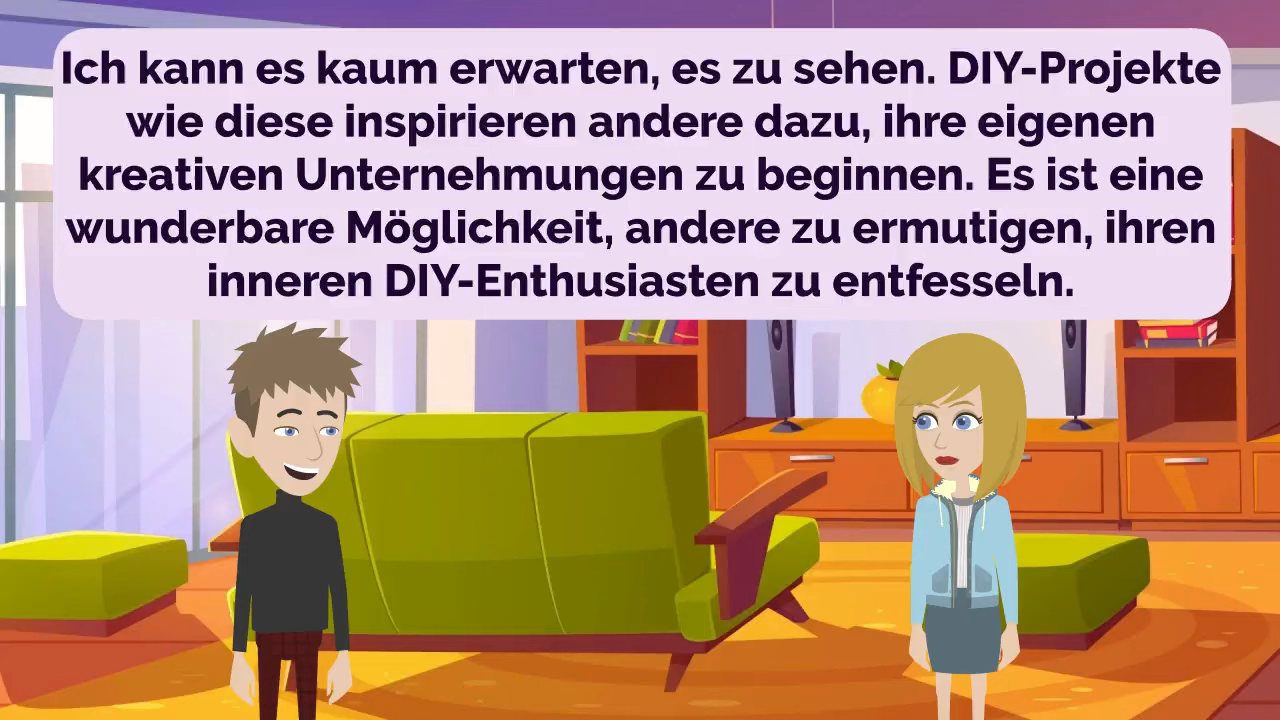 Ich kann es kaum erwarten, es zu sehen. DIY-Projekte
wie diese inspirieren andere dazu, ihre eigenen
kreativen Unternehmungen zu beginnen. Es ist eine
wunderbare Möglichkeit, andere zu ermutigen, ihren
inneren DIY-Enthusiasten zu entfesseln.